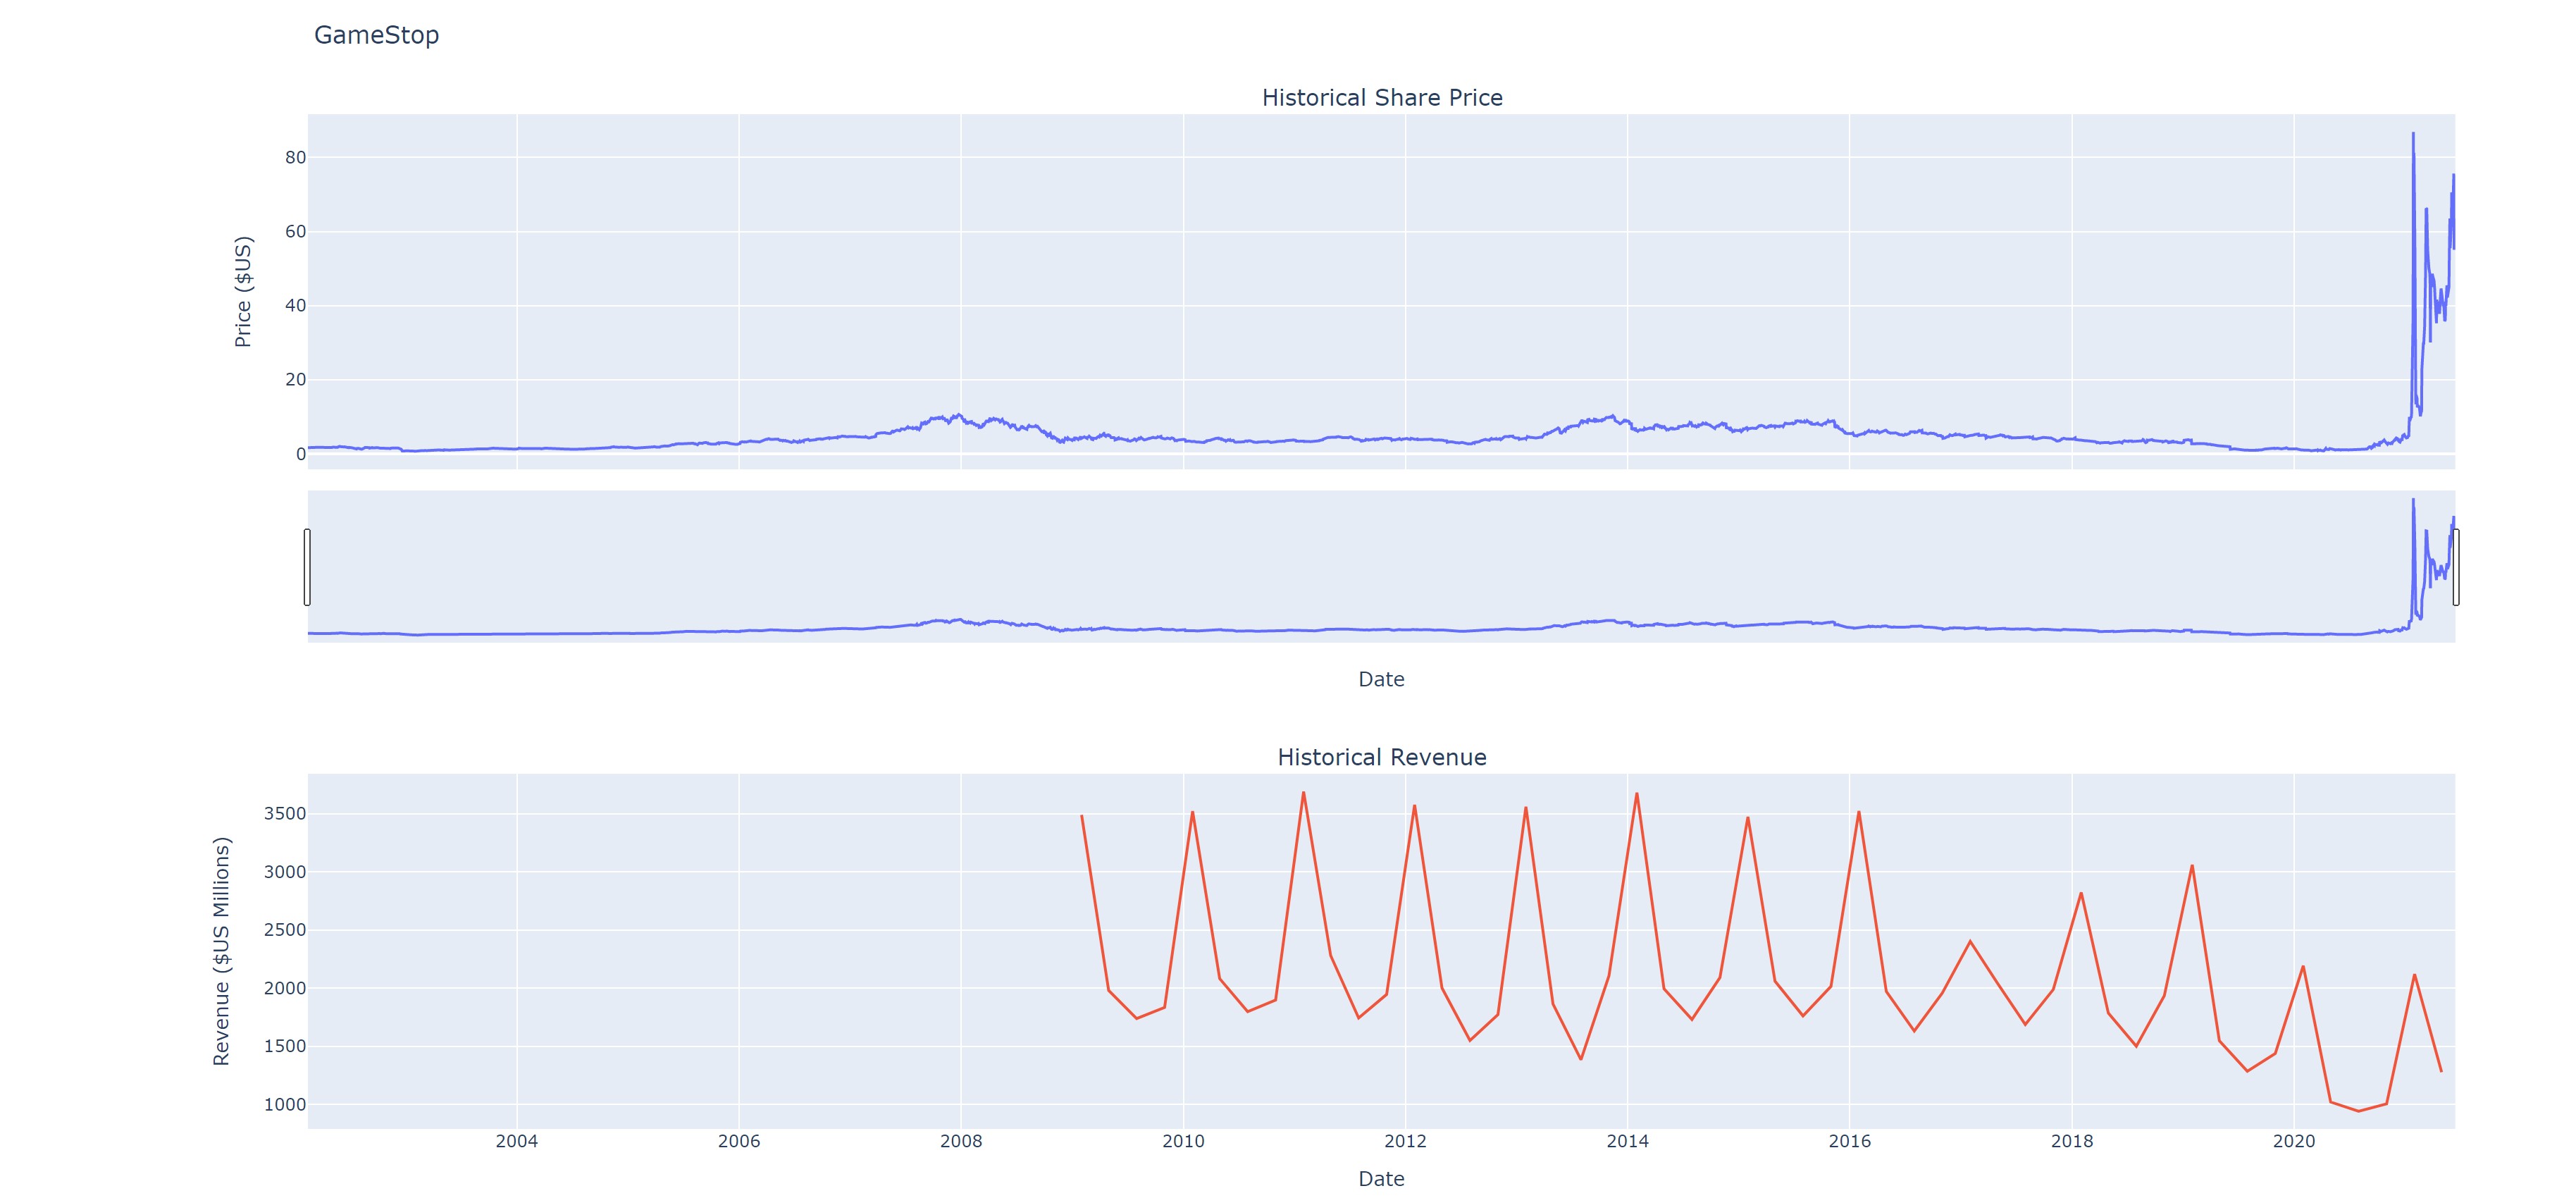 GameStop
Historical Share Price
Price ($US)
80
60
40
20
0
Date
Historical Revenue
Revenue ($US Millions)
3500
3000
2500
2000
1500
1000
2004 2006 2008 2010 2012 2014 2016 2018 2020
Date